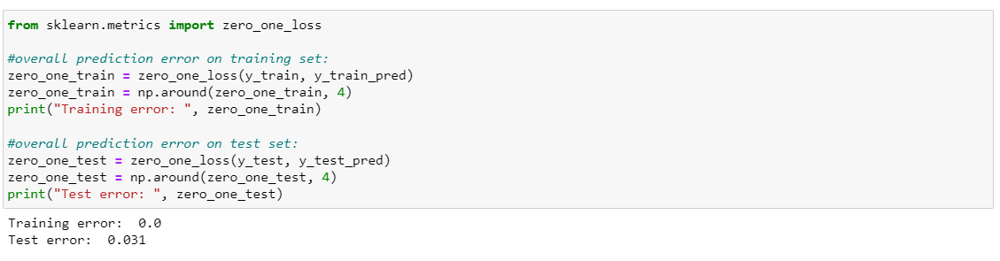 from sklearn.metrics import zero_one_loss
#overall prediction error on training set:
zero_one_train = zero_one_loss(y_train, y_train_pred)
zero_one_train = np.around(zero_one_train, 4)
print("Training error: ", zero_one_train)
#overall prediction error on test set:
zero_one_test = zero_one_loss(y_test, y_test_pred)
zero_one_test = np.around(zero_one_test, 4)
print("Test error: ", zero_one_test)
Training error:  0.0
Test error:  0.031